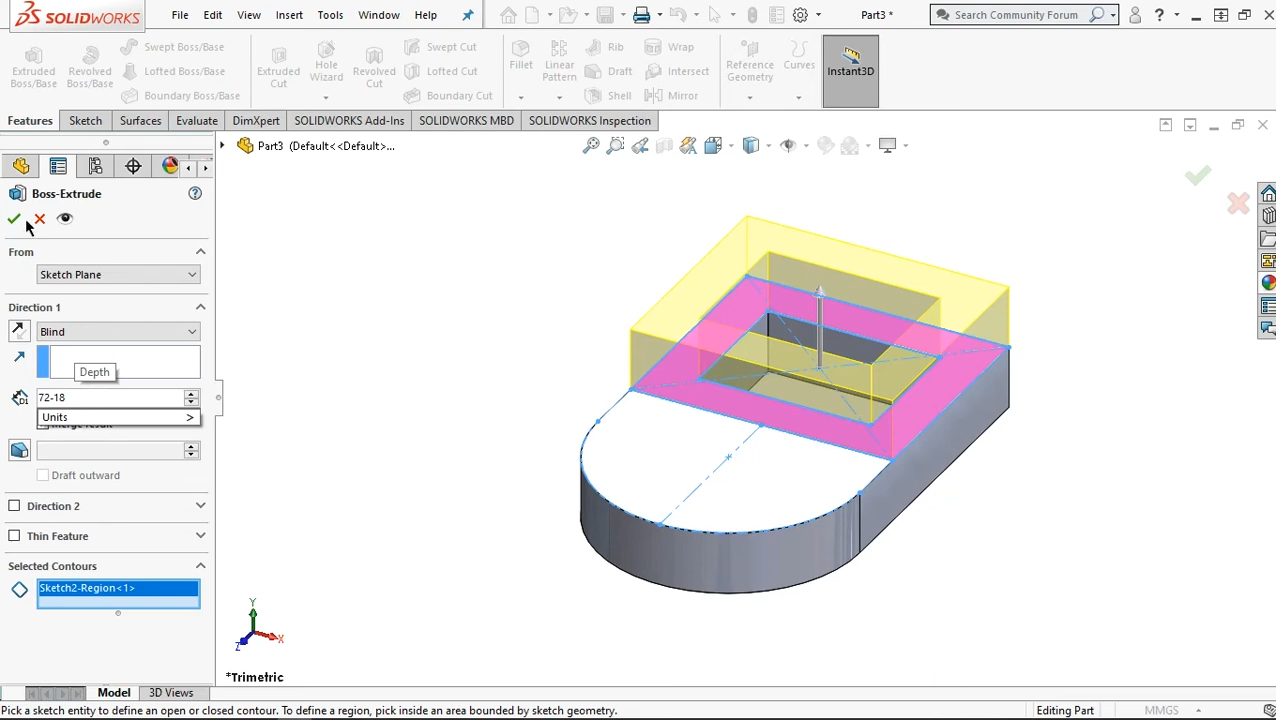 SOLIDWORKS File Edit View Insert Tools Window Help Part3 * Search Community Forum ?
Extruded Boss/Base
Revolved Boss/Base
Swept Boss/Base
Lofted Boss/Base
Boundary Boss/Base
Extruded Cut
Hole Wizard
Revolved Cut
Swept Cut
Lofted Cut
Boundary Cut
Fillet
Linear Pattern
Rib
Draft
Shell
Wrap
Intersect
Mirror
Reference Geometry
Curves
Instant3D
Features Sketch Surfaces Evaluate DimXpert SOLIDWORKS Add-Ins SOLIDWORKS MBD SOLIDWORKS Inspection
Part3 (Default<<Default>...
Boss-Extrude ?
From
Sketch Plane
Direction 1
Blind
Depth
72-18
Units >
Merge result
Draft outward
Direction 2
Thin Feature
Selected Contours
Sketch2-Region<1>
Y
X
Z
*Trimetric
Model 3D Views
Pick a sketch entity to define an open or closed contour. To define a region, pick inside an area bounded by sketch geometry. Editing Part MMGS